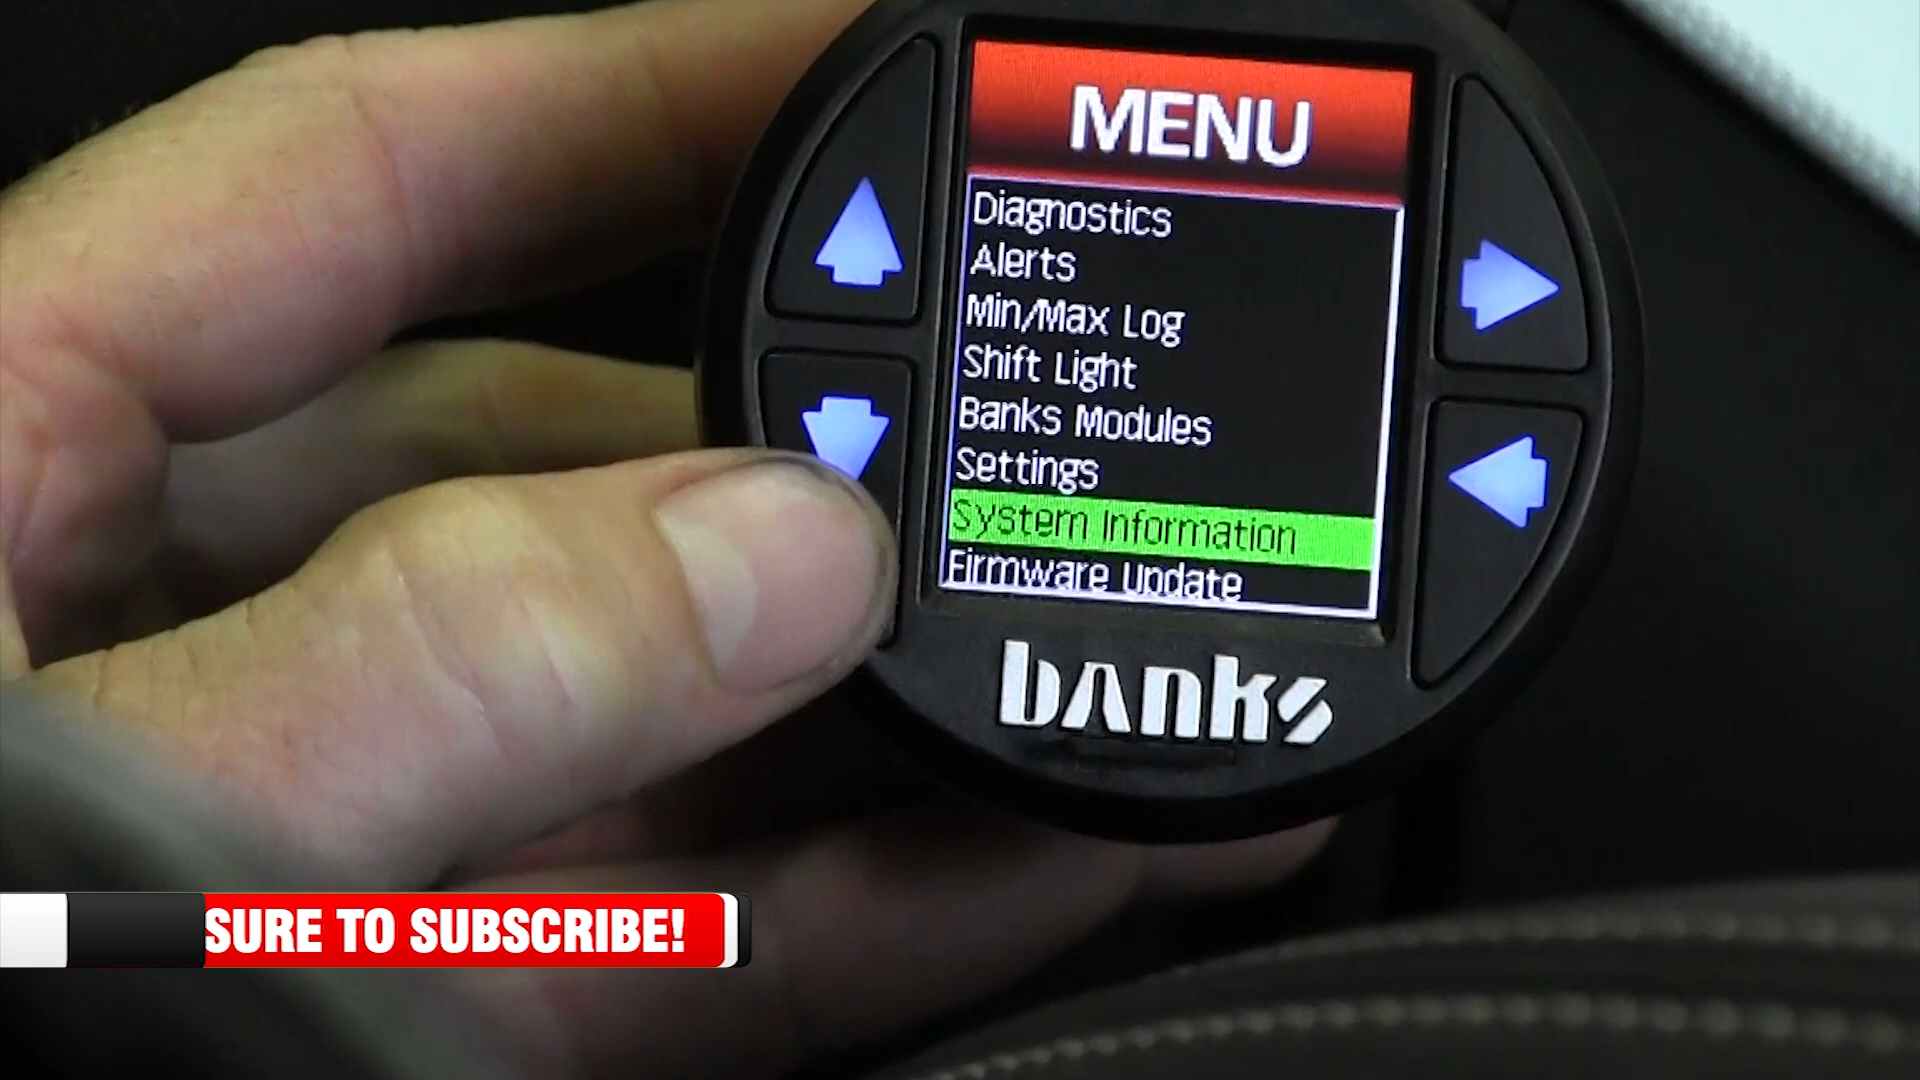 MENU
Diagnostics
Alerts
Min/Max Log
Shift Light
Banks Modules
Settings
System Information
Firmware Update
banks
SURE TO SUBSCRIBE!